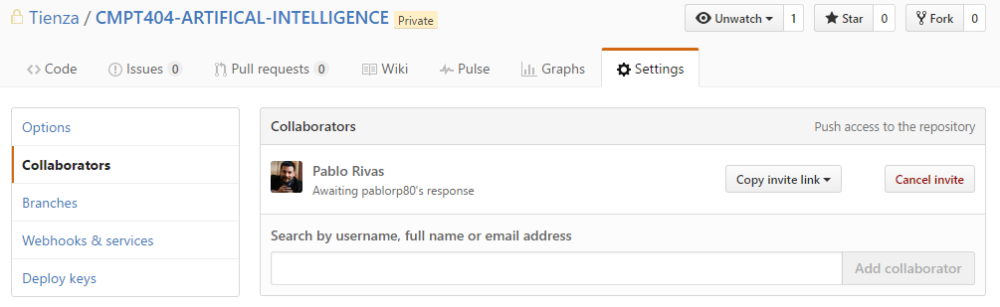 Tienza / CMPT404-ARTIFICAL-INTELLIGENCE Private Unwatch 1 Star 0 Fork 0
Code Issues 0 Pull requests 0 Wiki Pulse Graphs Settings
Options
Collaborators
Branches
Webhooks & services
Deploy keys
Collaborators Push access to the repository
Pablo Rivas
Awaiting pablorp80's response
Copy invite link Cancel invite
Search by username, full name or email address
Add collaborator